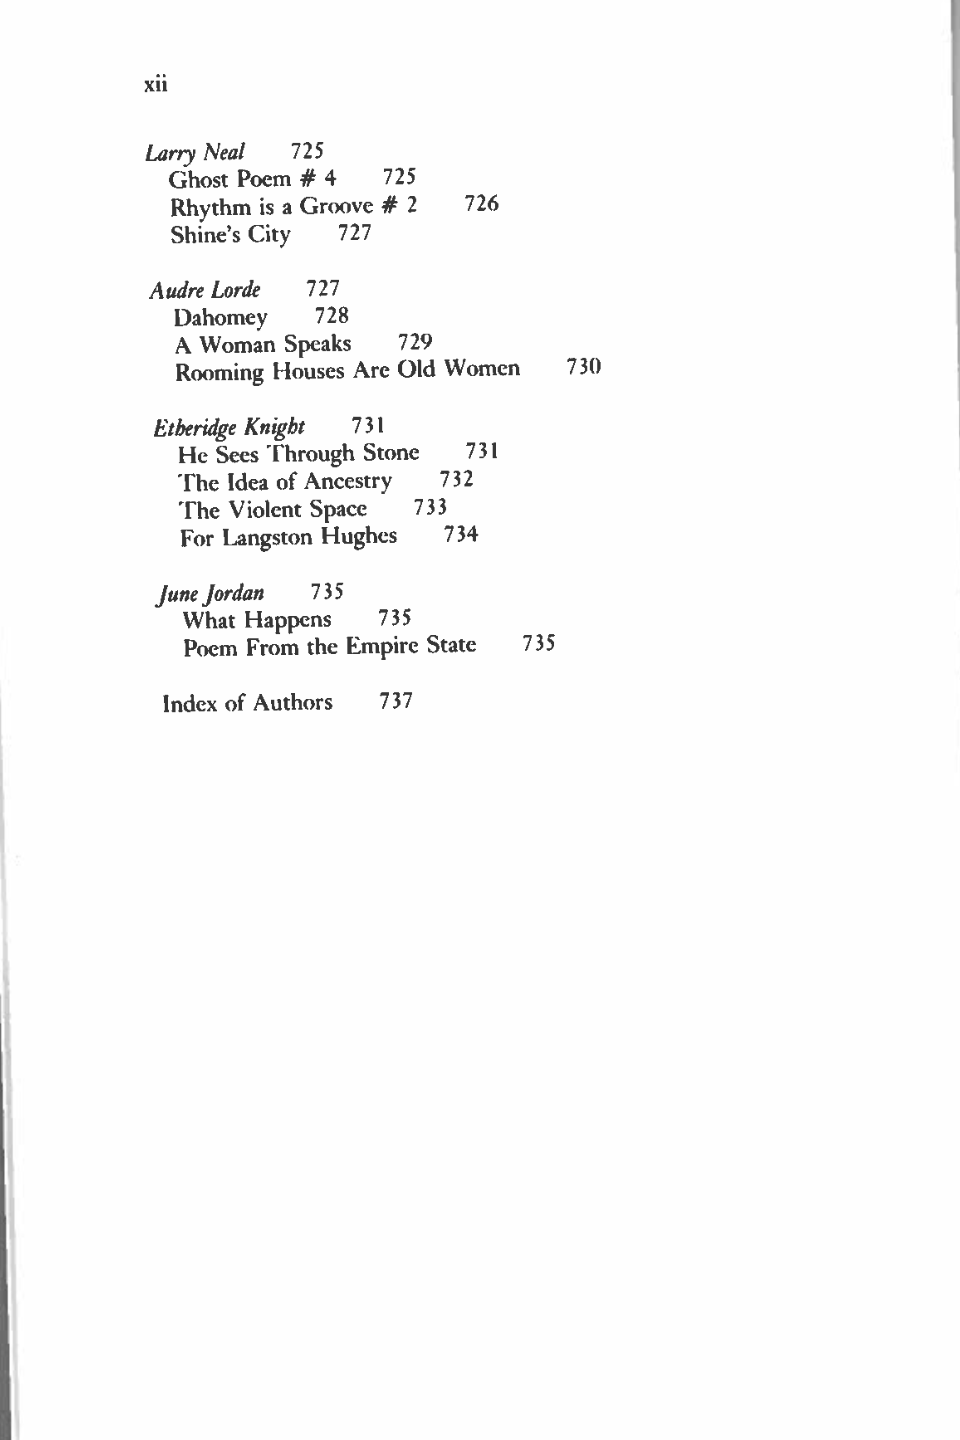 xii
Larry Neal 725
Ghost Poem # 4 725
Rhythm is a Groove # 2 726
Shine's City 727
Audre Lorde 727
Dahomey 728
A Woman Speaks 729
Rooming Houses Are Old Women 730
Etheridge Knight 731
He Sees Through Stone 731
The Idea of Ancestry 732
The Violent Space 733
For Langston Hughes 734
June Jordan 735
What Happens 735
Poem From the Empire State 735
Index of Authors 737